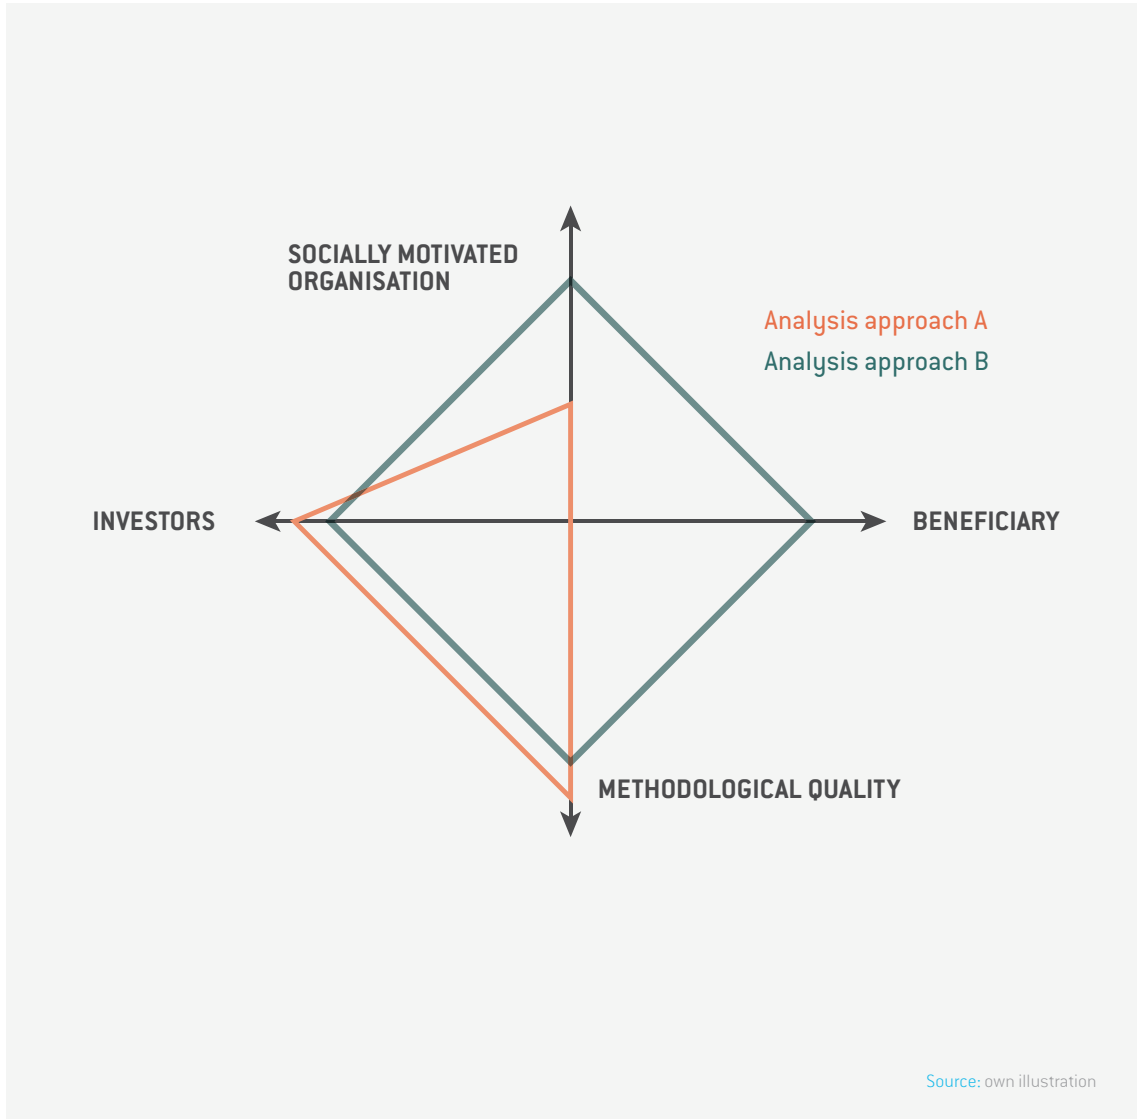 SOCIALLY MOTIVATED
ORGANISATION
Analysis approach A
Analysis approach B
INVESTORS
BENEFICIARY
METHODOLOGICAL QUALITY
Source: own illustration